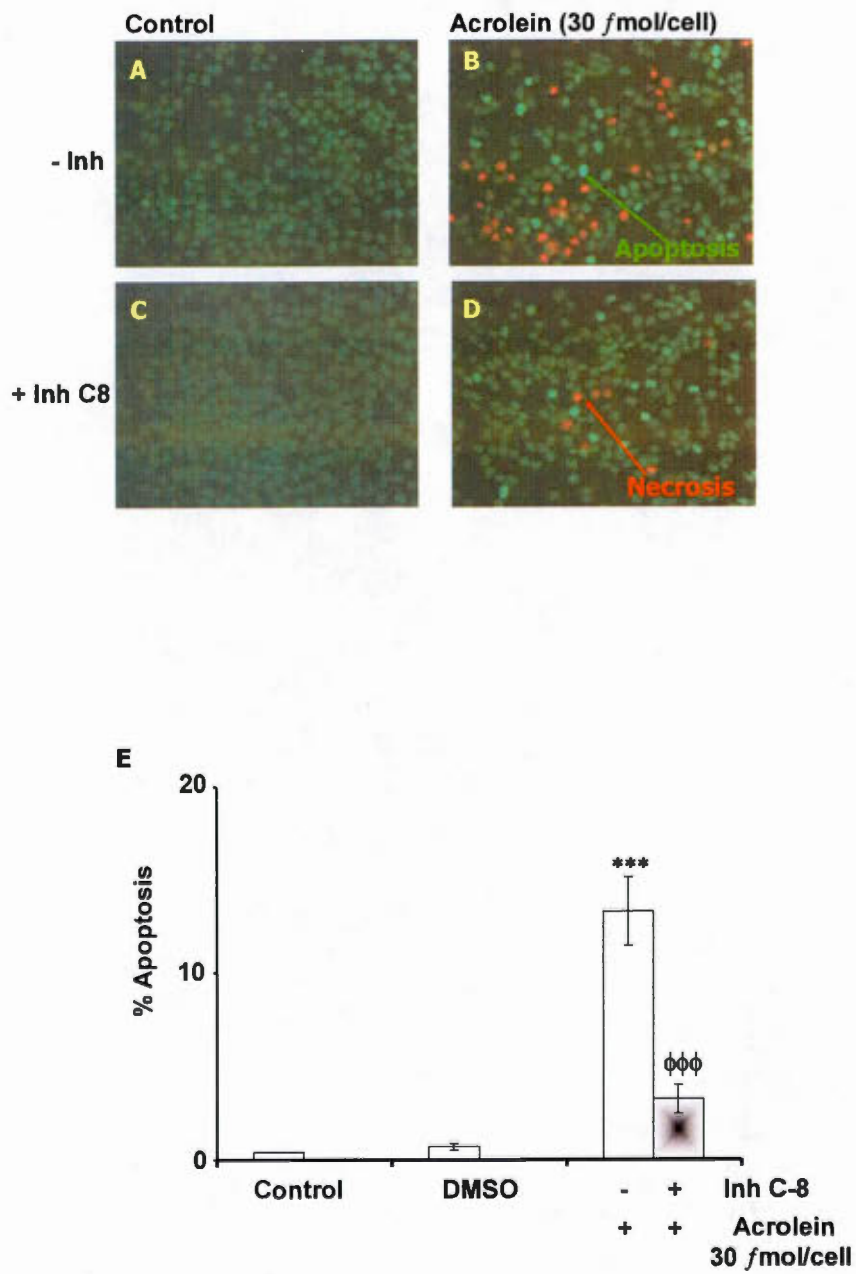 Control
Acrolein (30 ƒmol/cell)
A
B
- Inh
Apoptosis
C
D
+ Inh C8
Necrosis
E
20
***
% Apoptosis
10
ϕϕϕ
0
Control
DMSO
- + Inh C-8
+ + Acrolein
30 ƒmol/cell